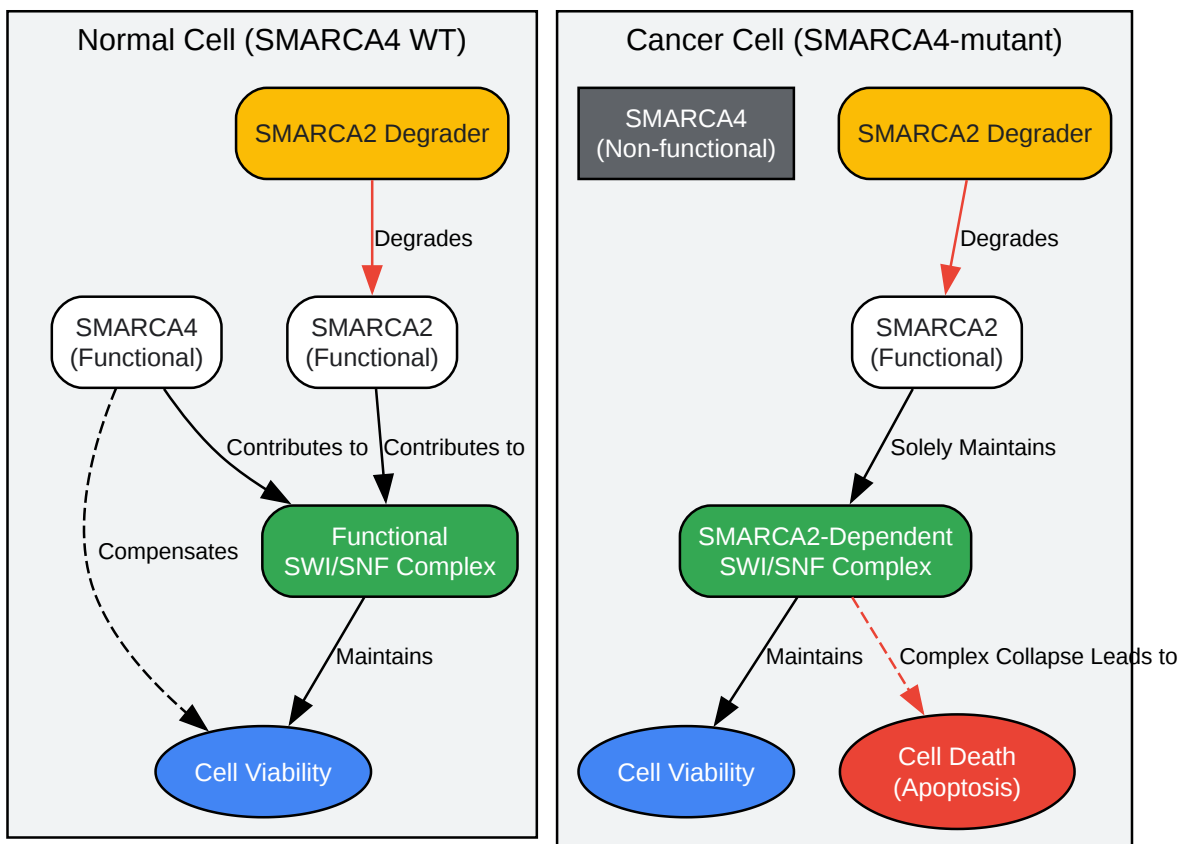 Normal Cell (SMARCA4 WT)
SMARCA2 Degrader
Degrades
SMARCA4
(Functional)
SMARCA2
(Functional)
Contributes to
Contributes to
Compensates
Functional
SWI/SNF Complex
Maintains
Cell Viability
Cancer Cell (SMARCA4-mutant)
SMARCA4
(Non-functional)
SMARCA2 Degrader
Degrades
SMARCA2
(Functional)
Solely Maintains
SMARCA2-Dependent
SWI/SNF Complex
Maintains
Complex Collapse Leads to
Cell Viability
Cell Death
(Apoptosis)